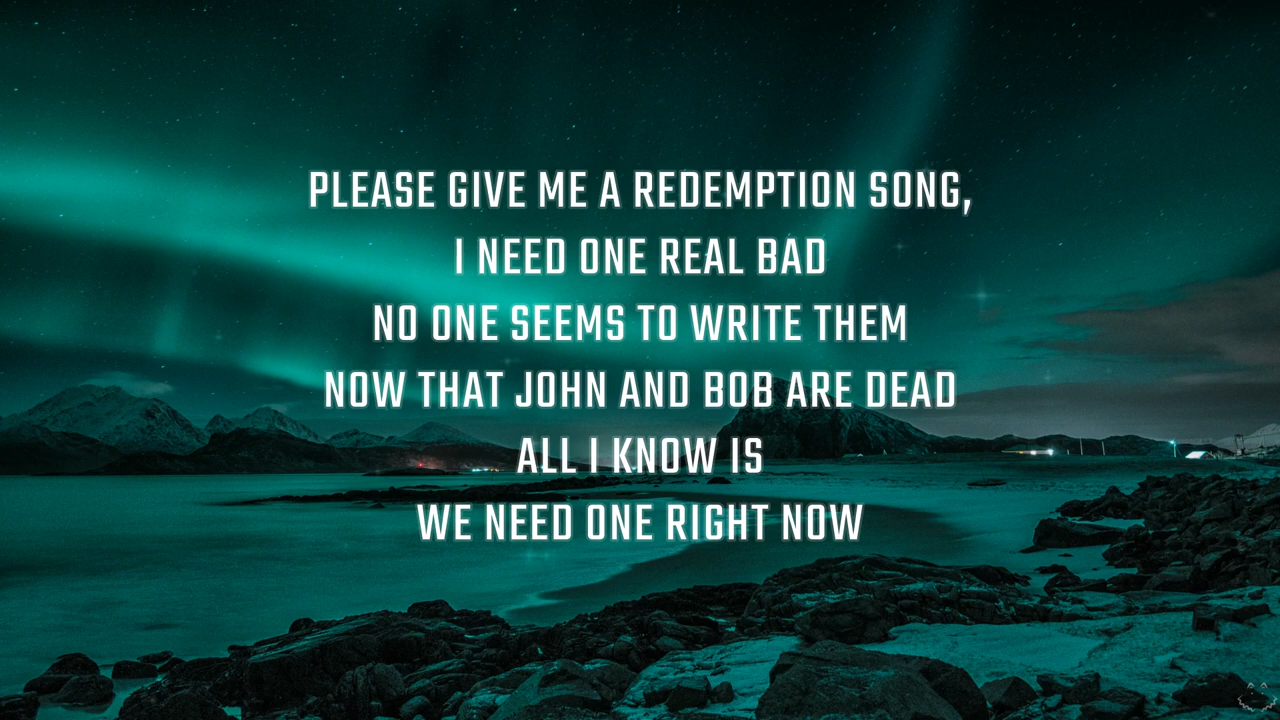 PLEASE GIVE ME A REDEMPTION SONG,
I NEED ONE REAL BAD
NO ONE SEEMS TO WRITE THEM
NOW THAT JOHN AND BOB ARE DEAD
ALL I KNOW IS
WE NEED ONE RIGHT NOW